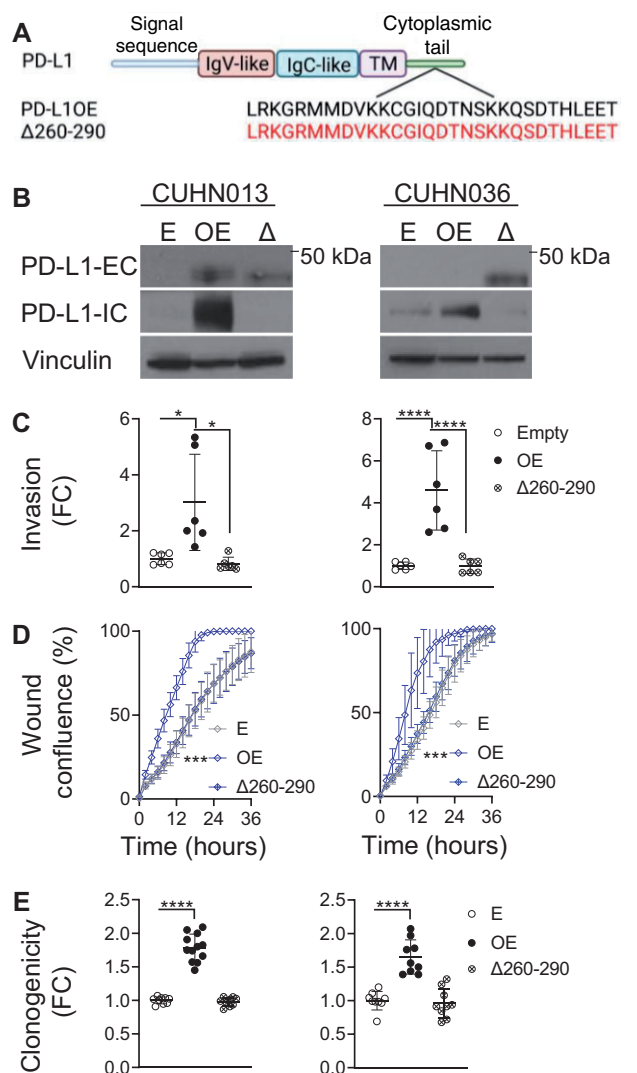 A
Signal
sequence
Cytoplasmic
tail
PD-L1
IgV-like
IgC-like
TM
PD-L1OE
LRKGRMMDVKKCGIQDTNSKKQSDTHLEET
Δ260-290
LRKGRMMDVKKCGIQDTNSKKQSDTHLEET
B
CUHN013
CUHN036
E OE Δ
E OE Δ
50 kDa
50 kDa
PD-L1-EC
PD-L1-IC
Vinculin
C
Invasion
(FC)
6
4
2
0
* *
8
6
4
2
0
**** ****
Empty
OE
Δ260-290
D
Wound
confluence (%)
100
50
0
E
*** OE
Δ260-290
0 12 24 36
Time (hours)
100
50
0
E
*** OE
Δ260-290
0 12 24 36
Time (hours)
E
Clonogenicity
(FC)
2.5
2.0
1.5
1.0
0.5
0.0
****
2.5
2.0
1.5
1.0
0.5
0.0
****
E
OE
Δ260-290